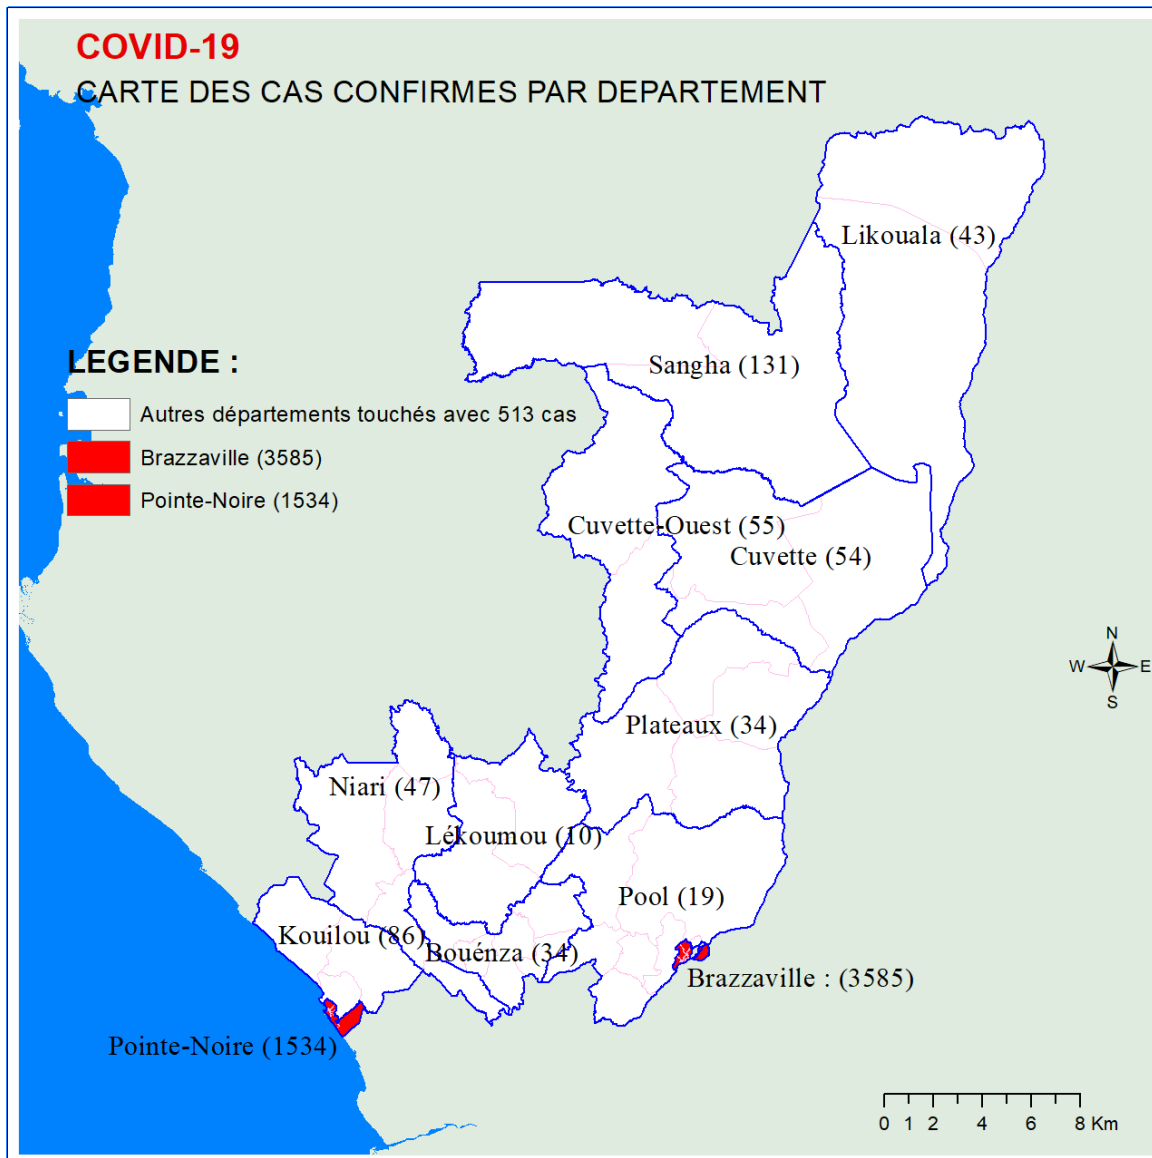 COVID-19
CARTE DES CAS CONFIRMES PAR DEPARTEMENT
Likouala (43)
LEGENDE :
Sangha (131)
Autres départements touchés avec 513 cas
Brazzaville (3585)
Pointe-Noire (1534)
Cuvette-Ouest (55)
Cuvette (54)
N
W E
S
Plateaux (34)
Niari (47)
Lékoumou (10)
Pool (19)
Kouilou (86)
Bouénza (34)
Brazzaville : (3585)
Pointe-Noire (1534)
0 1 2 4 6 8 Km